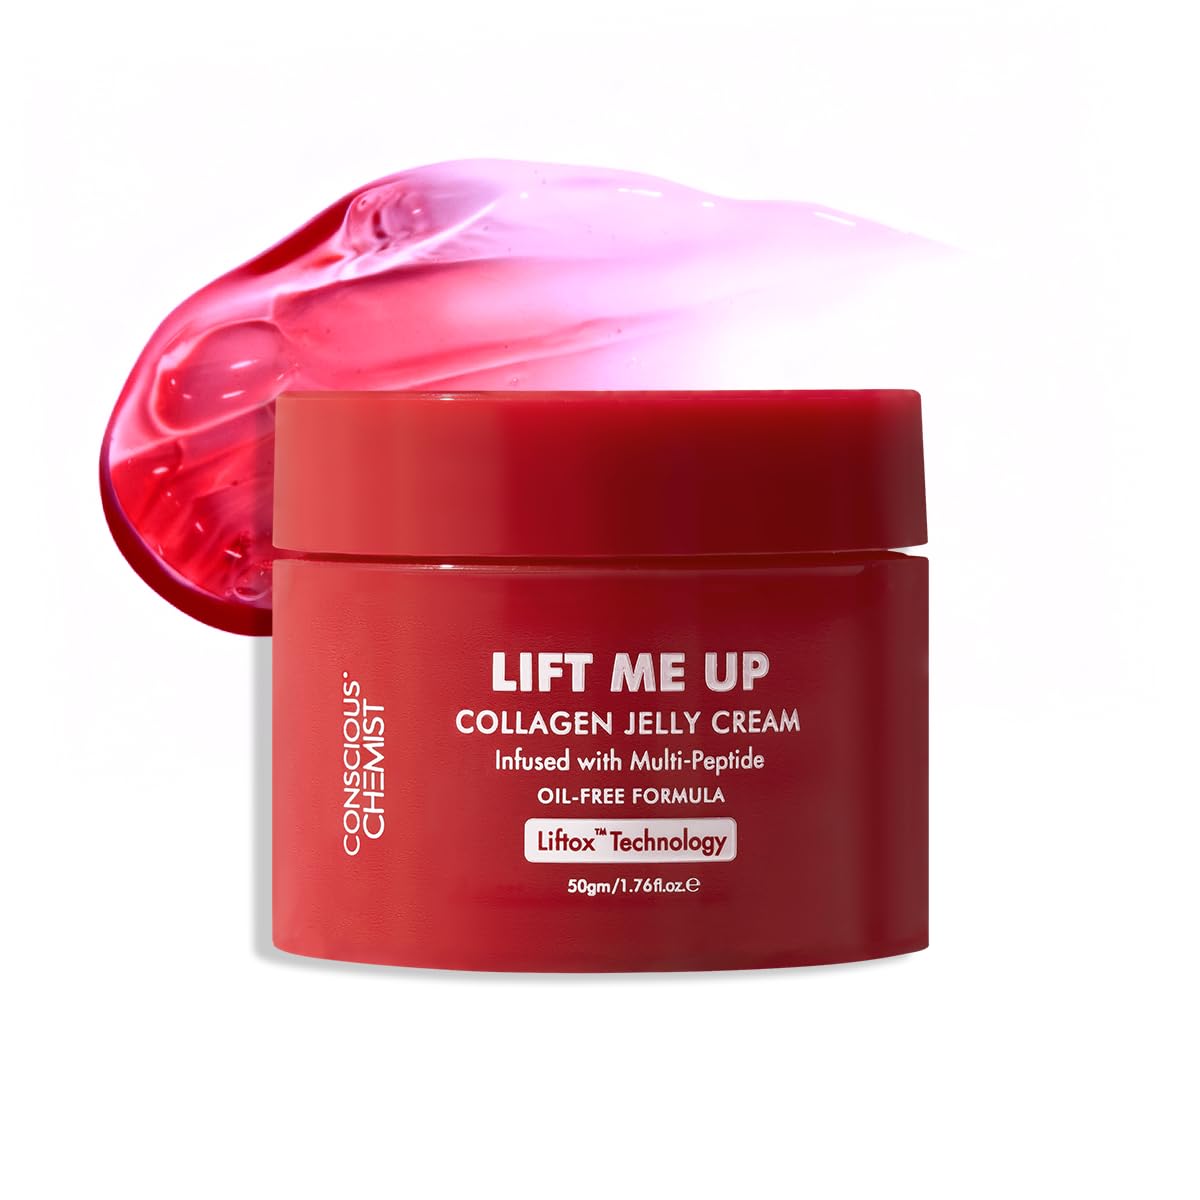 CONSCIOUS
CHEMIST
LIFT ME UP
COLLAGEN JELLY CREAM
Infused with Multi-Peptide
OIL-FREE FORMULA
Liftox™ Technology
50gm/1.76fl.oz.℮